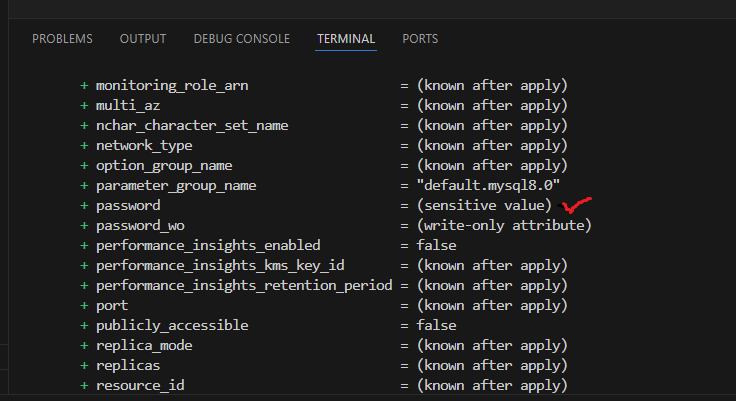 PROBLEMS OUTPUT DEBUG CONSOLE TERMINAL PORTS
+ monitoring_role_arn = (known after apply)
+ multi_az = (known after apply)
+ nchar_character_set_name = (known after apply)
+ network_type = (known after apply)
+ option_group_name = (known after apply)
+ parameter_group_name = "default.mysql8.0"
+ password = (sensitive value)
+ password_wo = (write-only attribute)
+ performance_insights_enabled = false
+ performance_insights_kms_key_id = (known after apply)
+ performance_insights_retention_period = (known after apply)
+ port = (known after apply)
+ publicly_accessible = false
+ replica_mode = (known after apply)
+ replicas = (known after apply)
+ resource_id = (known after apply)